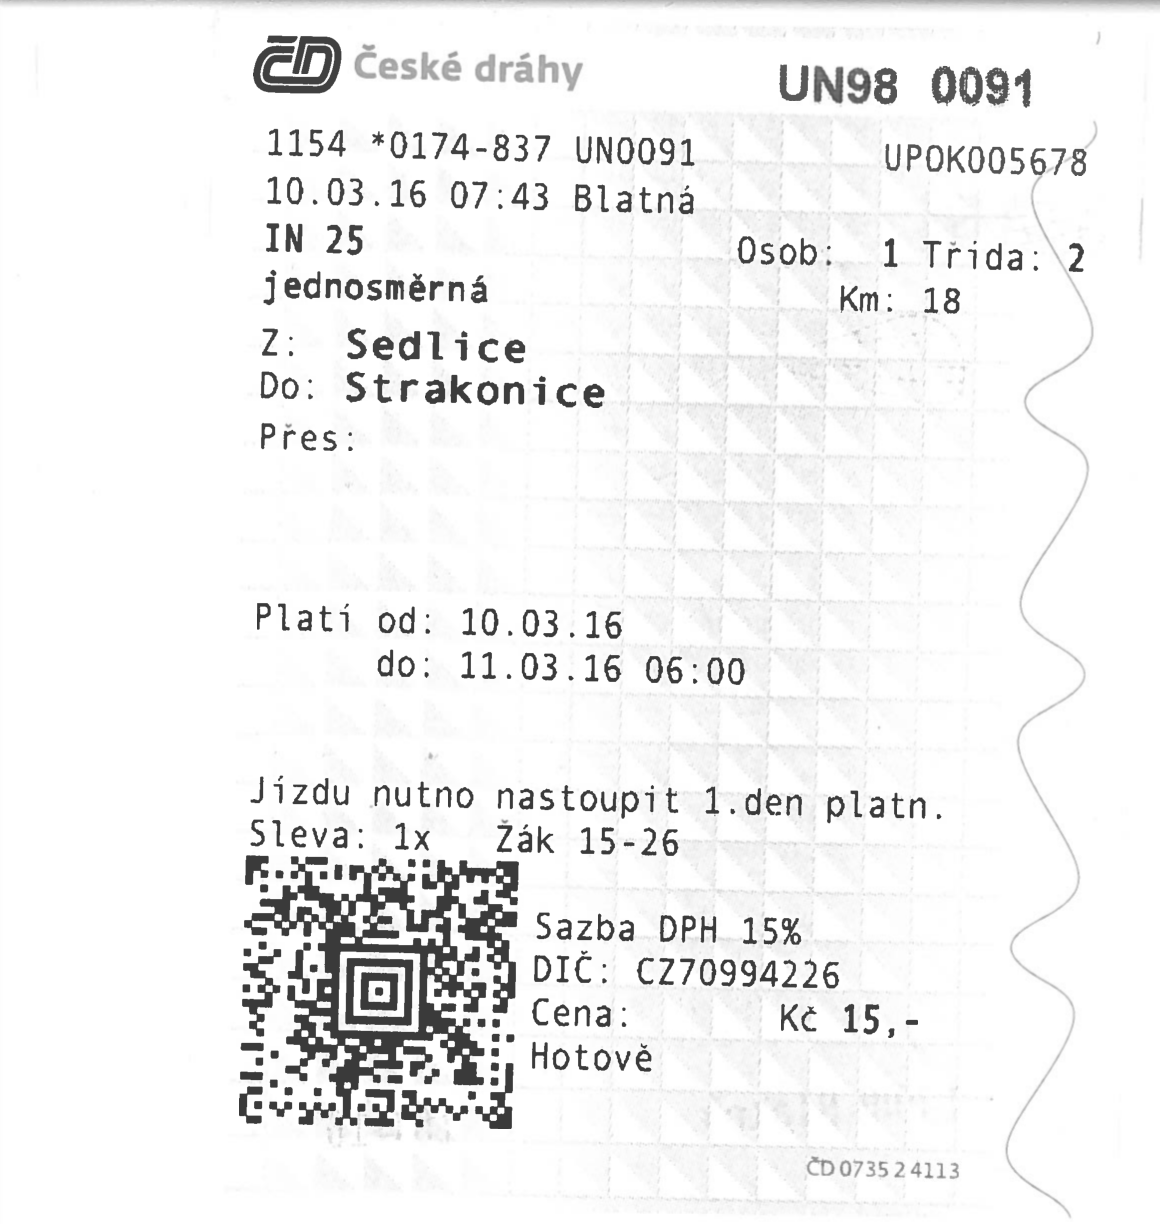 ČD České dráhy
UN98 0091
1154 *0174-837 UN0091 UPOK005678
10.03.16 07:43 Blatná
IN 25 Osob: 1 Třída: 2
jednosměrná Km: 18
Z: Sedlice
Do: Strakonice
Přes:
Platí od: 10.03.16
do: 11.03.16 06:00
Jízdu nutno nastoupit 1.den platn.
Sleva: 1x Žák 15-26
Sazba DPH 15%
DIČ: CZ70994226
Cena: Kč 15,-
Hotově
ČD 0735 2 4113